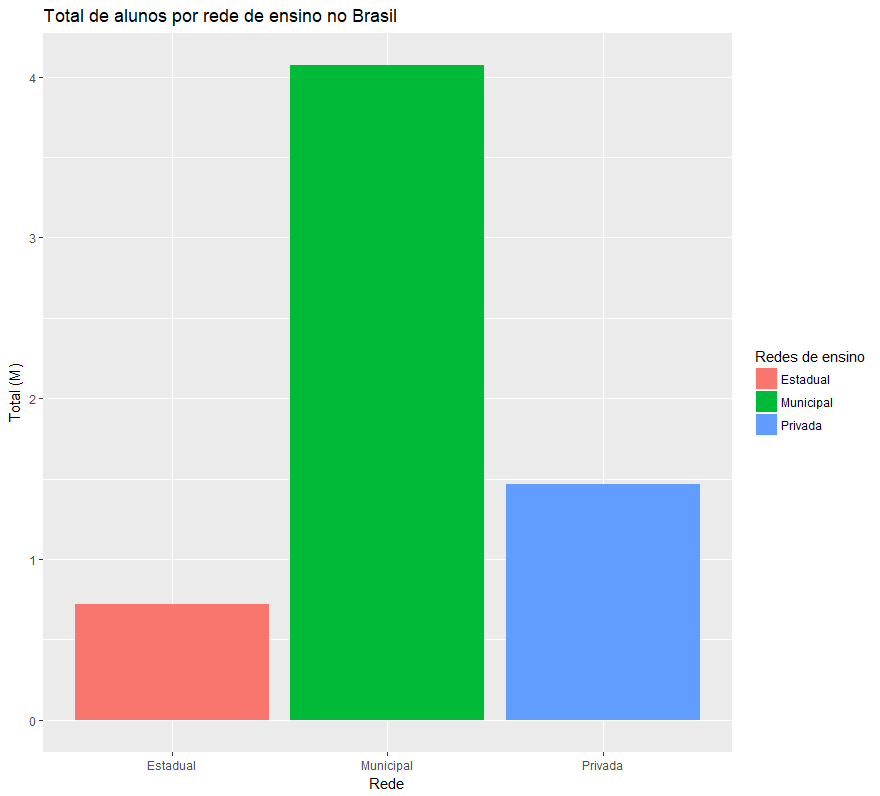 Total de alunos por rede de ensino no Brasil
Total (M)
4
3
2
1
0
Estadual
Municipal
Privada
Rede
Redes de ensino
Estadual
Municipal
Privada